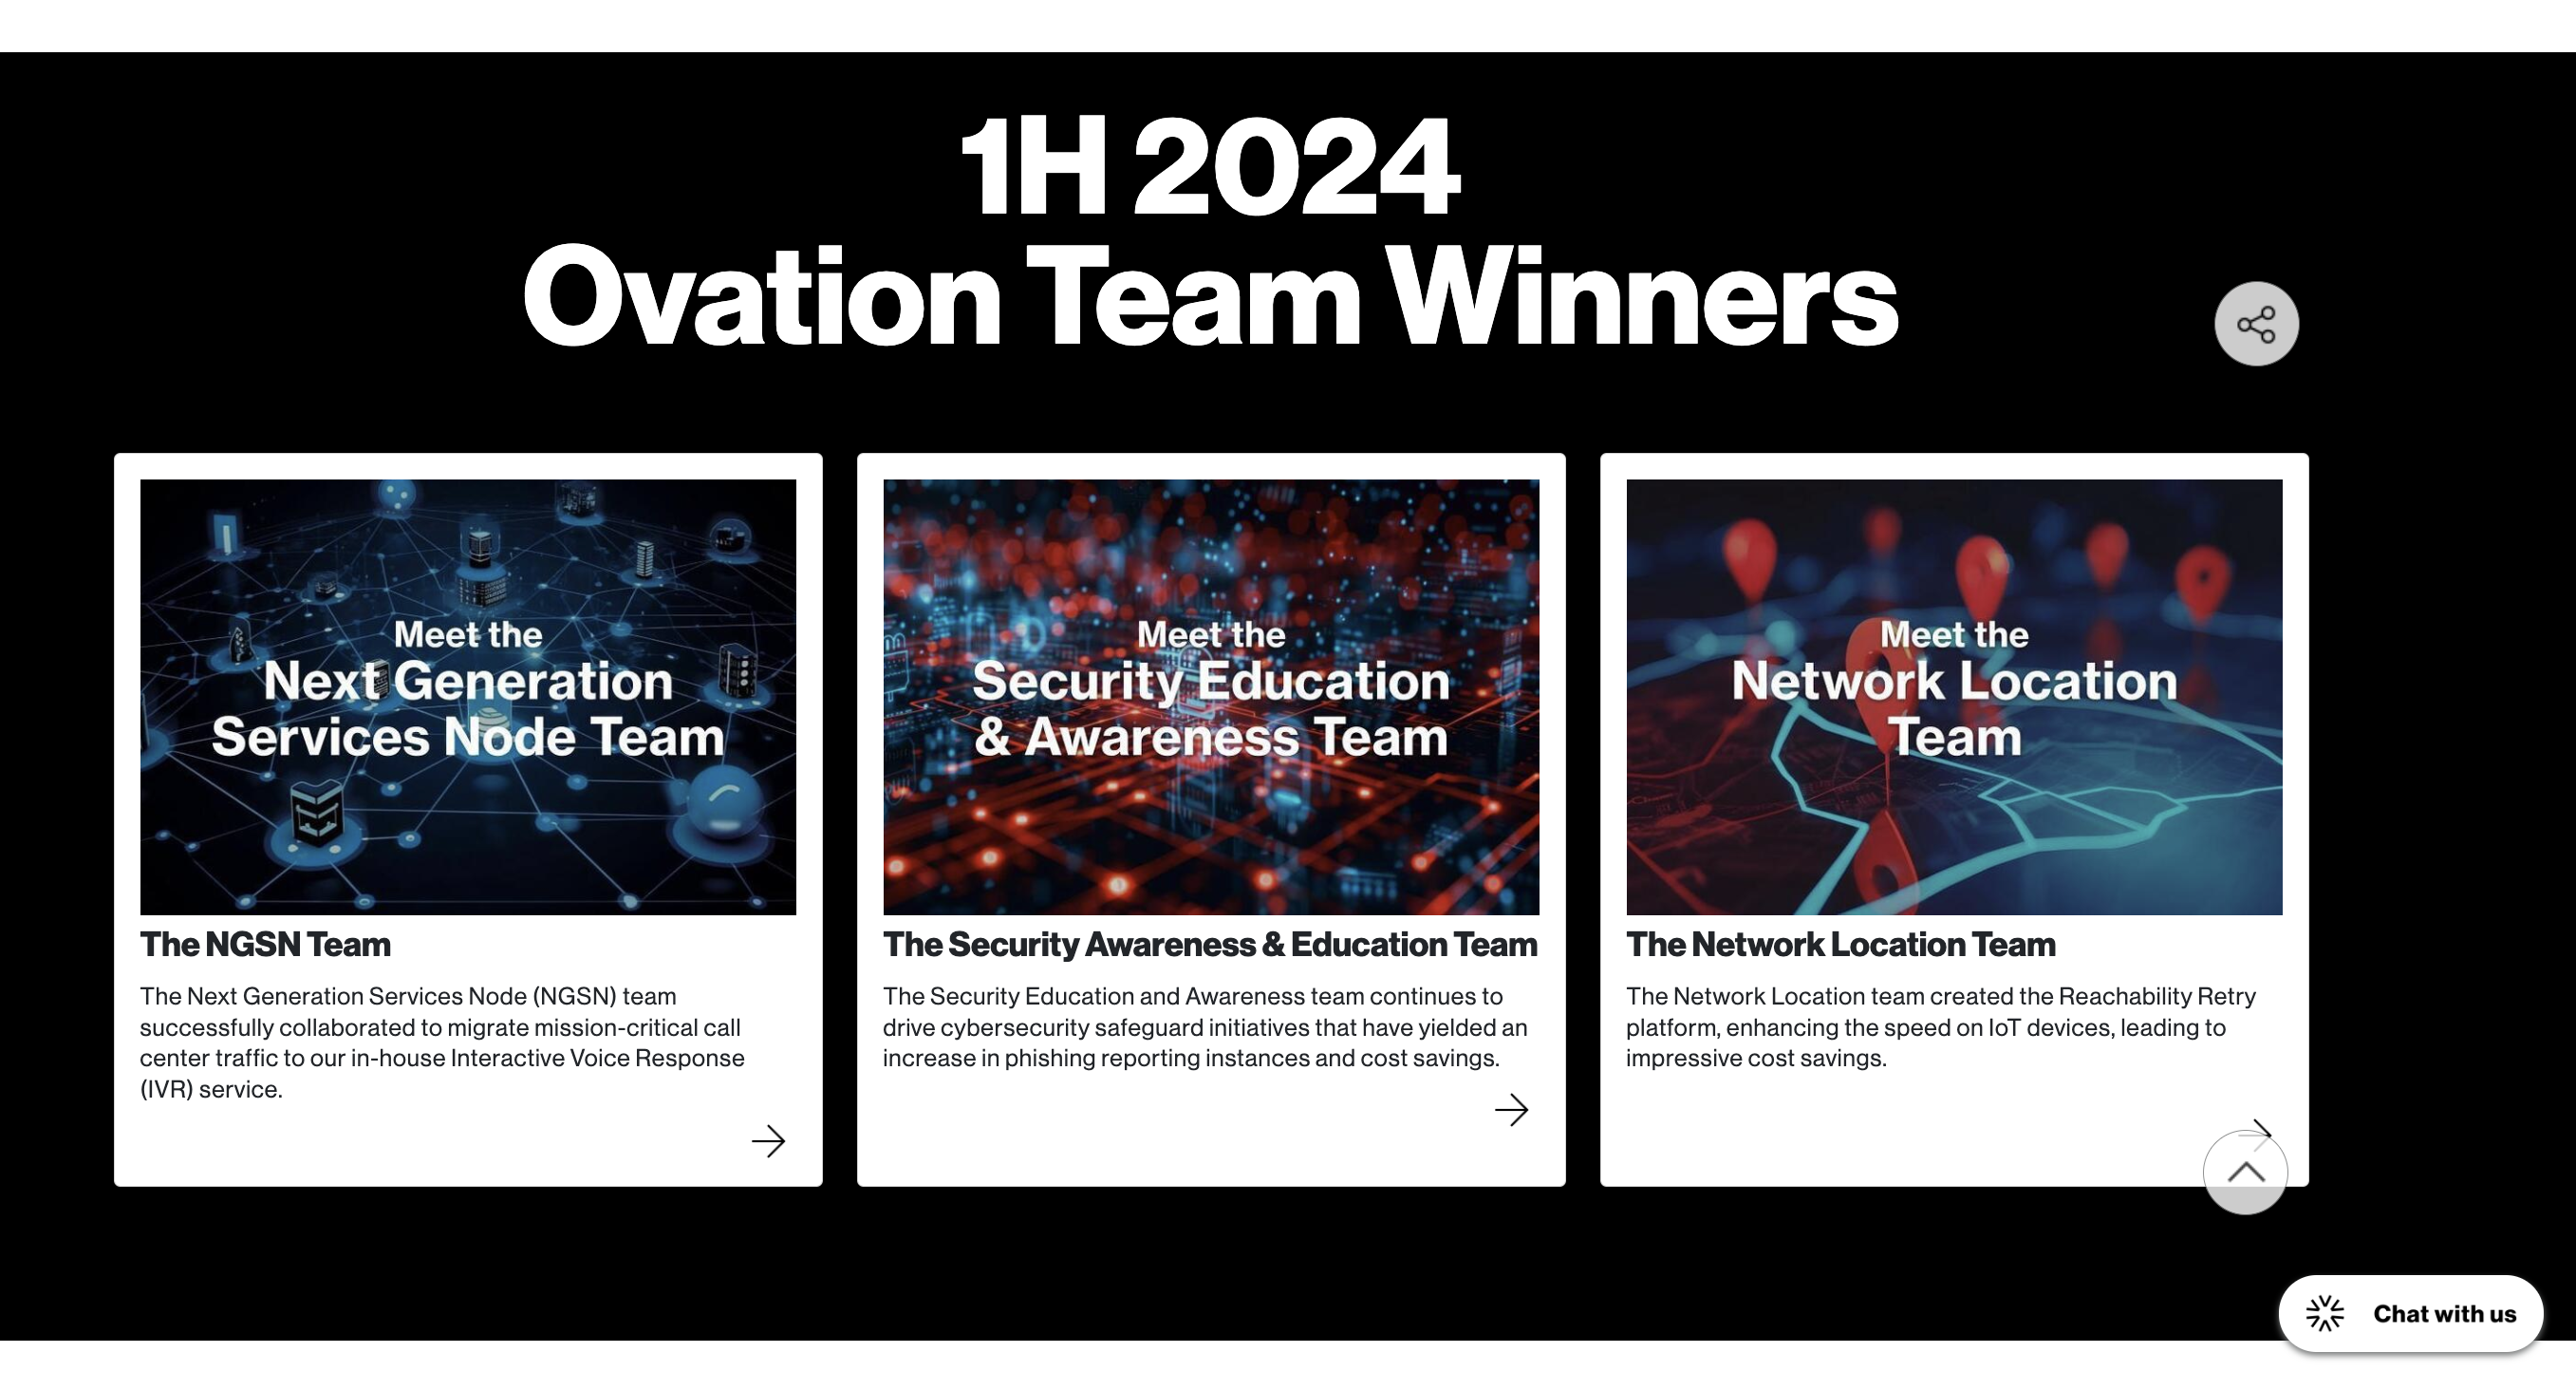 1H 2024
Ovation Team Winners
Meet the
Next Generation
Services Node Team
The NGSN Team
The Next Generation Services Node (NGSN) team
successfully collaborated to migrate mission-critical call
center traffic to our in-house Interactive Voice Response
(IVR) service.
Meet the
Security Education
& Awareness Team
The Security Awareness & Education Team
The Security Education and Awareness team continues to
drive cybersecurity safeguard initiatives that have yielded an
increase in phishing reporting instances and cost savings.
Meet the
Network Location
Team
The Network Location Team
The Network Location team created the Reachability Retry
platform, enhancing the speed on IoT devices, leading to
impressive cost savings.
Chat with us